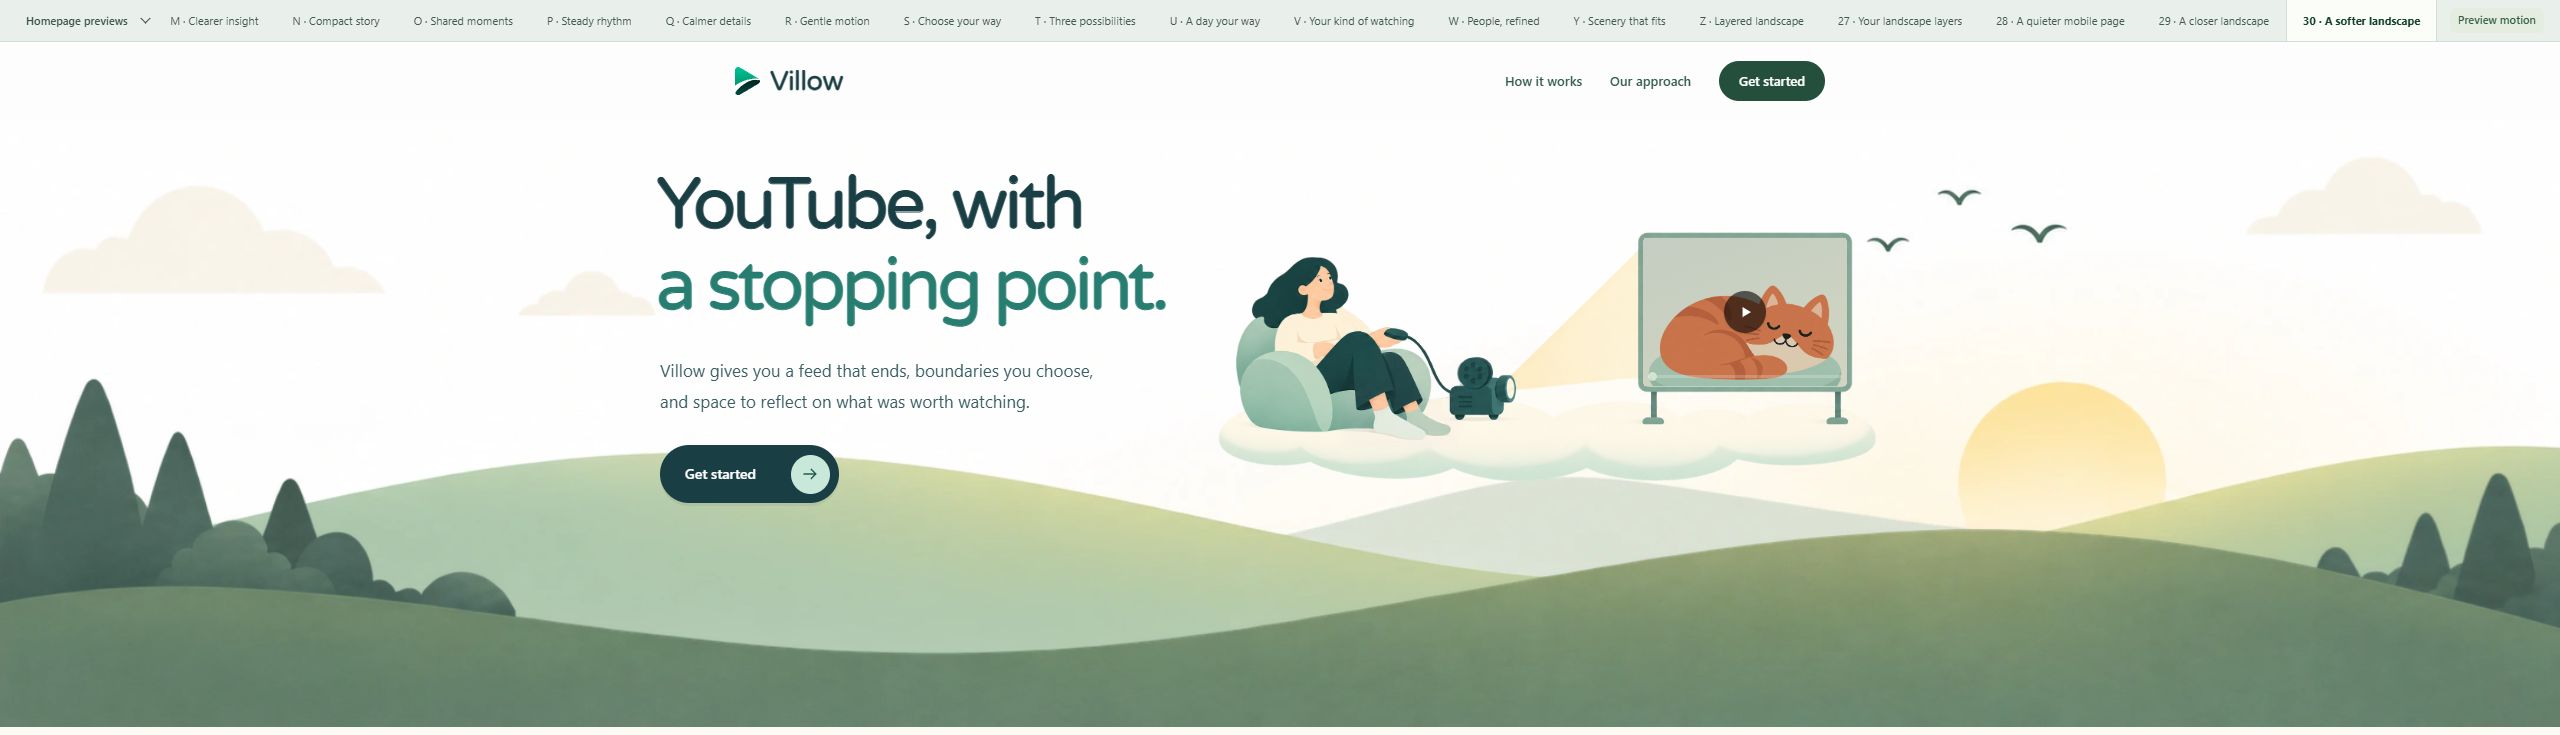 Homepage previews
M · Clearer insight
N · Compact story
O · Shared moments
P · Steady rhythm
Q · Calmer details
R · Gentle motion
S · Choose your way
T · Three possibilities
U · A day your way
V · Your kind of watching
W · People, refined
Y · Scenery that fits
Z · Layered landscape
27 · Your landscape layers
28 · A quieter mobile page
29 · A closer landscape
30 · A softer landscape
Preview motion
Villow
How it works
Our approach
Get started
YouTube, with
a stopping point.
Villow gives you a feed that ends, boundaries you choose,
and space to reflect on what was worth watching.
Get started